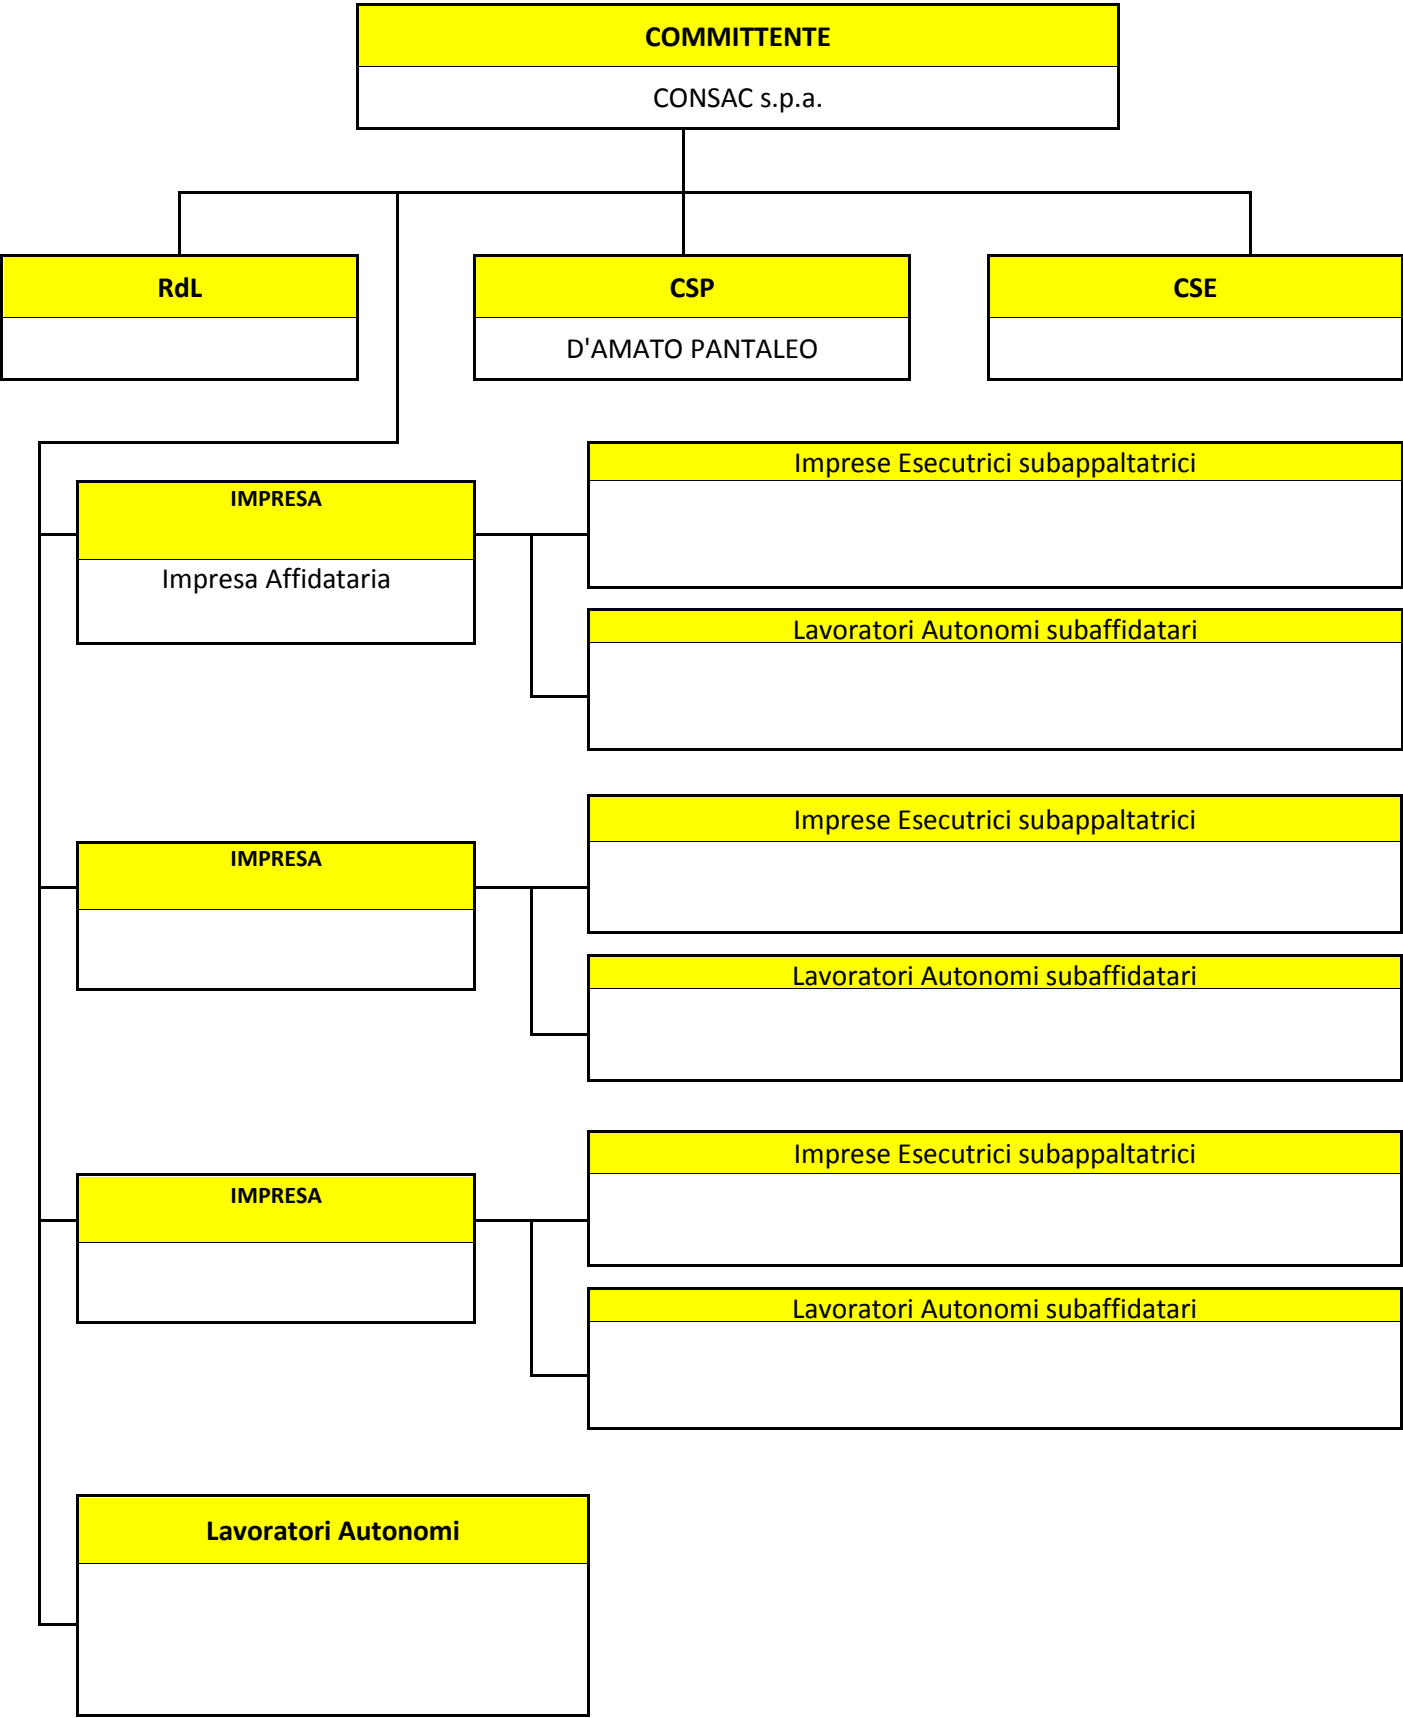 COMMITTENTE
CONSAC s.p.a.
RdL
CSP
CSE
D'AMATO PANTALEO
Imprese Esecutrici subappaltatrici
IMPRESA
Impresa Affidataria
Lavoratori Autonomi subaffidatari
Imprese Esecutrici subappaltatrici
IMPRESA
Lavoratori Autonomi subaffidatari
Imprese Esecutrici subappaltatrici
IMPRESA
Lavoratori Autonomi subaffidatari
Lavoratori Autonomi